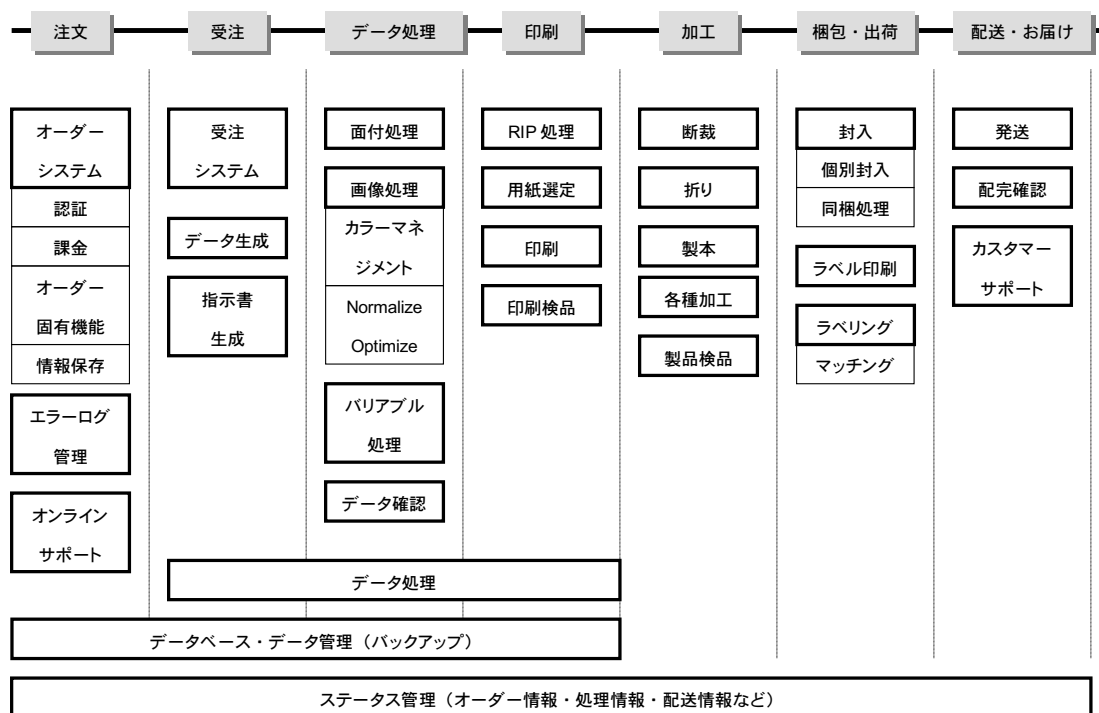 注文
受注
データ処理
印刷
加工
梱包・出荷
配送・お届け
オーダー
システム
認証
課金
オーダー
固有機能
情報保存
エラーログ
管理
オンライン
サポート
受注
システム
データ生成
指示書
生成
面付処理
画像処理
カラーマネ
ジメント
Normalize
Optimize
バリアブル
処理
データ確認
RIP 処理
用紙選定
印刷
印刷検品
断裁
折り
製本
各種加工
製品検品
封入
個別封入
同梱処理
ラベル印刷
ラベリング
マッチング
発送
配完確認
カスタマー
サポート
データ処理
データベース・データ管理（バックアップ）
ステータス管理（オーダー情報・処理情報・配送情報など）